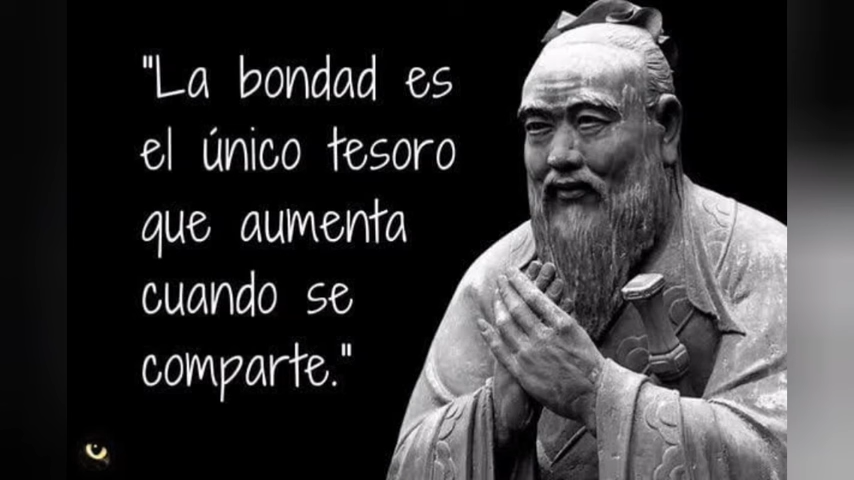 "La bondad es
el único tesoro
que aumenta
cuando se
comparte."